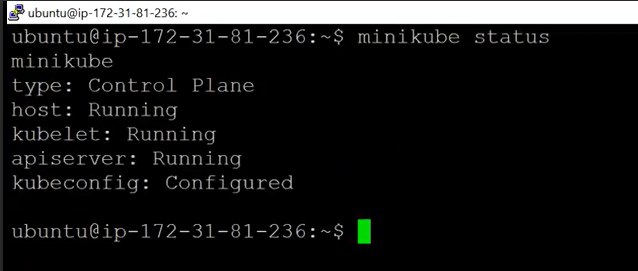 ubuntu@ip-172-31-81-236: ~
ubuntu@ip-172-31-81-236:~$ minikube status
minikube
type: Control Plane
host: Running
kubelet: Running
apiserver: Running
kubeconfig: Configured
ubuntu@ip-172-31-81-236:~$